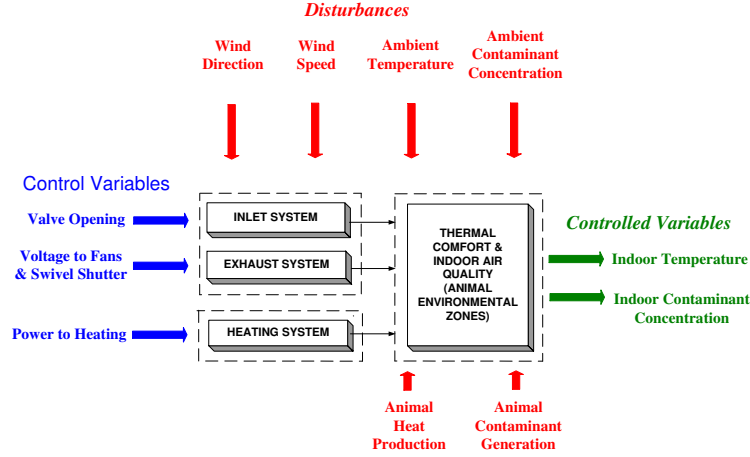 Disturbances
Wind
Direction
Wind
Speed
Ambient
Temperature
Ambient
Contaminant
Concentration
Control Variables
Valve Opening
Voltage to Fans
& Swivel Shutter
Power to Heating
INLET SYSTEM
EXHAUST SYSTEM
HEATING SYSTEM
THERMAL
COMFORT &
INDOOR AIR
QUALITY
(ANIMAL
ENVIRONMENTAL
ZONES)
Controlled Variables
Indoor Temperature
Indoor Contaminant
Concentration
Animal
Heat
Production
Animal
Contaminant
Generation